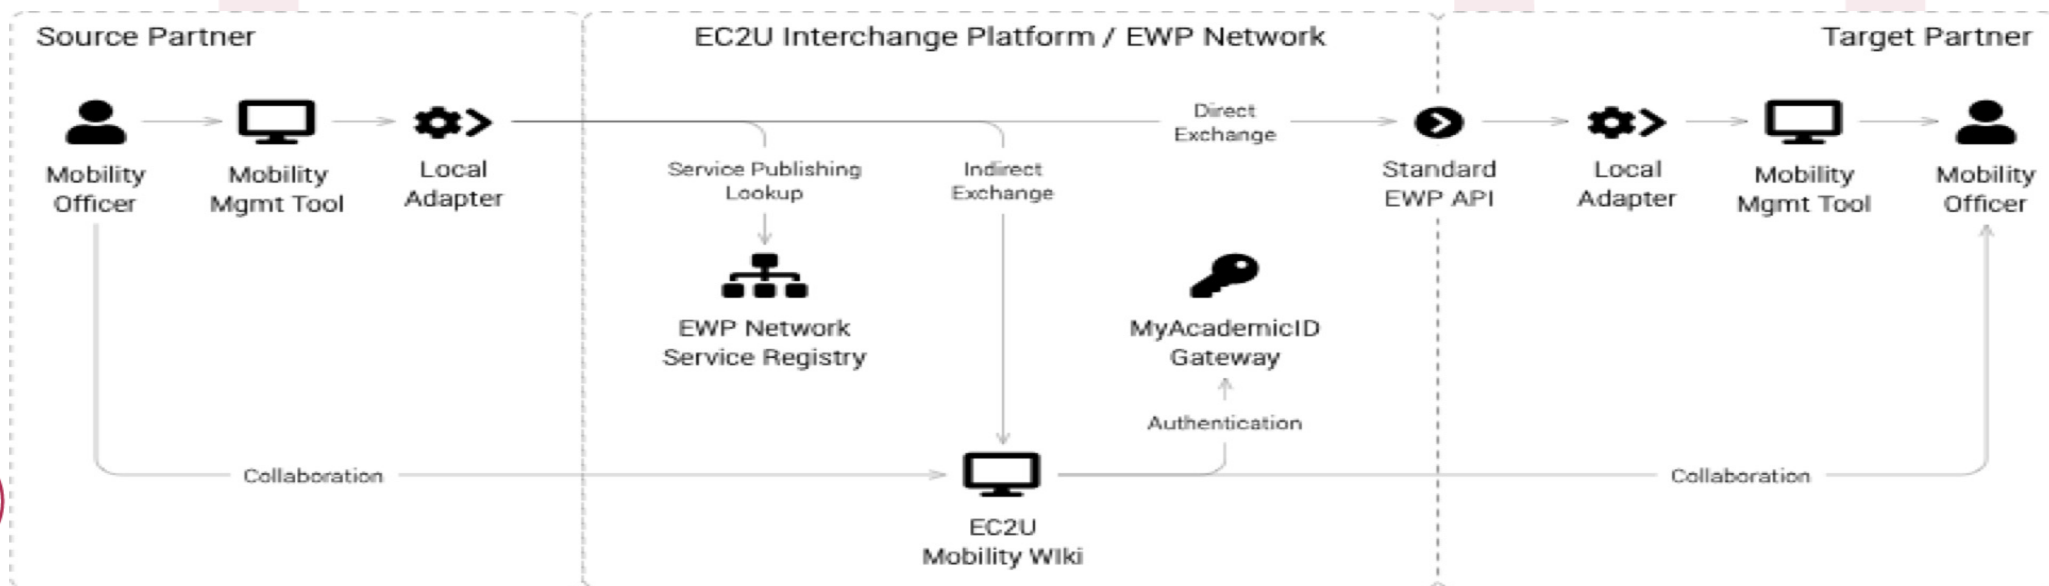 Source Partner
EC2U Interchange Platform / EWP Network
Target Partner
Mobility
Officer
Mobility
Mgmt Tool
Local
Adapter
Service Publishing
Lookup
Indirect
Exchange
Direct
Exchange
Standard
EWP API
Local
Adapter
Mobility
Mgmt Tool
Mobility
Officer
EWP Network
Service Registry
MyAcademicID
Gateway
Authentication
Collaboration
Collaboration
EC2U
Mobility WIki